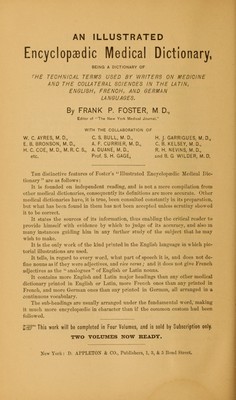 AN ILLUSTRATED
Encyclopædic Medical Dictionary,
BEING A DICTIONARY OF
THE TECHNICAL TERMS USED BY WRITERS ON MEDICINE
AND THE COLLATERAL SCIENCES IN THE LATIN,
ENGLISH, FRENCH, AND GERMAN
LANGUAGES.
By FRANK P. FOSTER, M D.,
Editor of "The New York Medical Journal."
WITH THE COLLABORATION OF
W. C. AYRES, M. D., C. S. BULL, M. D., H. J. GARRIGUES, M. D.,
E. B. BRONSON, M. D., A. F. CURRIER, M. D., C. B. KELSEY, M. D.,
H. C. COE, M. D., M. R. C. S., A. DUANE, M. D., R. H. NEVINS, M. D.,
etc. Prof. S. H. GAGE, and B. G. WILDER, M. D.
Ten distinctive features of Foster's "Illustrated Encyclopædic Medical Dic-
tionary" are as follows:
It is founded on independent reading, and is not a mere compilation from
other medical dictionaries, consequently its definitions are more accurate. Other
medical dictionaries have, it is true, been consulted constantly in its preparation,
but what has been found in them has not been accepted unless scrutiny showed
it to be correct.
It states the sources of its information, thus enabling the critical reader to
provide himself with evidence by which to judge of its accuracy, and also in
many instances guiding him in any further study of the subject that he may
wish to make.
It is the only work of the kind printed in the English language in which pic-
torial illustrations are used.
It tells, in regard to every word, what part of speech it is, and does not de-
fine nouns as if they were adjectives, and vice versa; and it does not give French
adjectives as the "analogues" of English or Latin nouns.
It contains more English and Latin major headings than any other medical
dictionary printed in English or Latin, more French ones than any printed in
French, and more German ones than any printed in German, all arranged in a
continuous vocabulary.
The sub-headings are usually arranged under the fundamental word, making
it much more encyclopædic in character than if the common custom had been
followed.
This work will be completed in Four Volumes, and is sold by Subscription only.
TWO VOLUMES NOW READY.
New York: D. APPLETON & CO., Publishers, 1, 3, & 5 Bond Street.